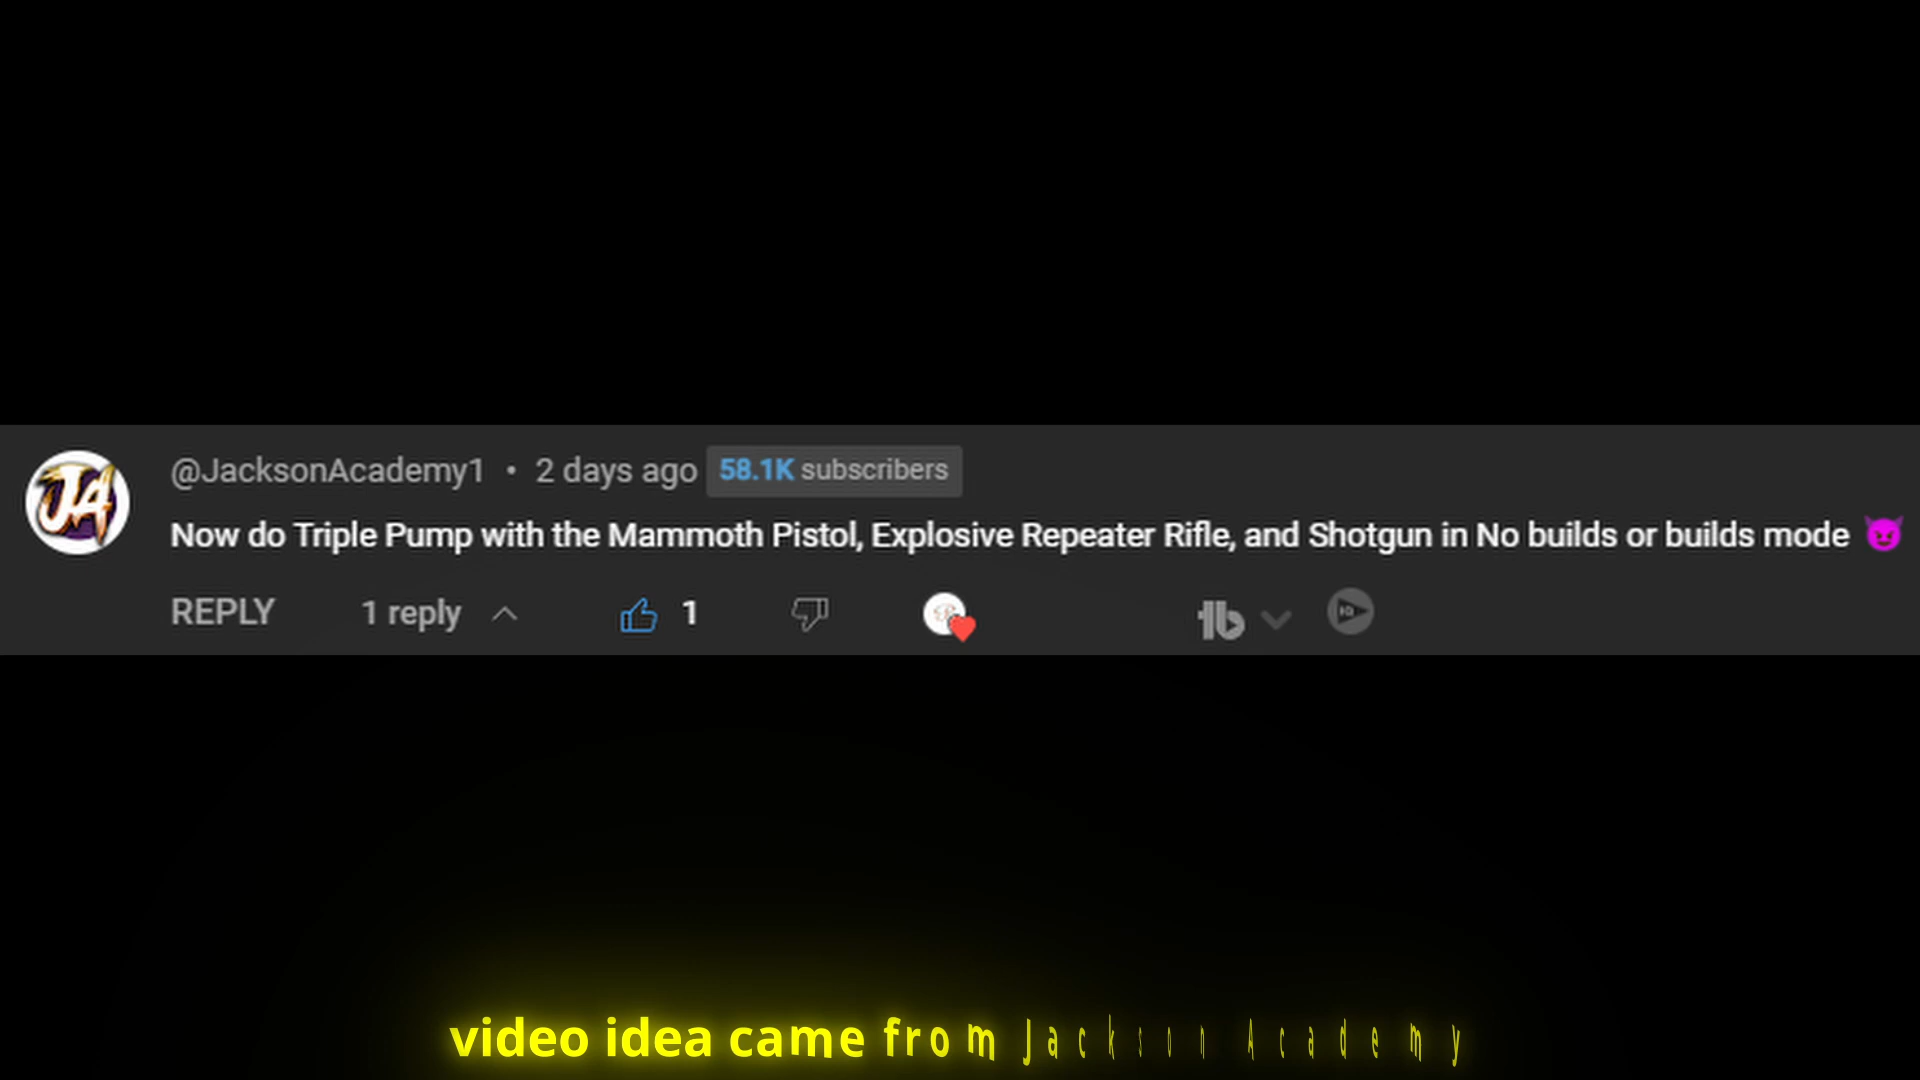 JA
@JacksonAcademy1 • 2 days ago 58.1K subscribers
Now do Triple Pump with the Mammoth Pistol, Explosive Repeater Rifle, and Shotgun in No builds or builds mode 😈
REPLY 1 reply 1
video idea came from Jackson Academy